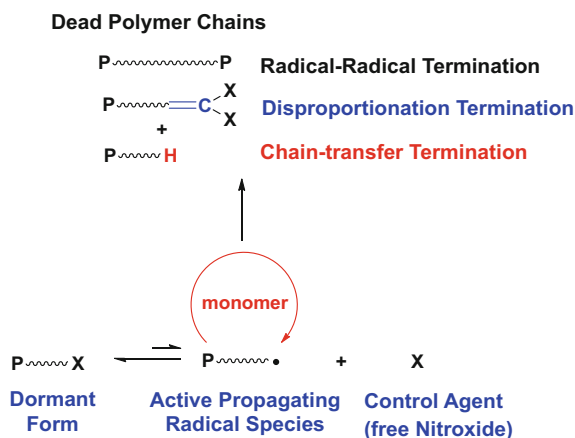 Dead Polymer Chains
P P
Radical-Radical Termination
X
P C
Disproportionation Termination
X
+
P H
Chain-transfer Termination
monomer
P X P • + X
Dormant Form
Active Propagating Radical Species
Control Agent (free Nitroxide)